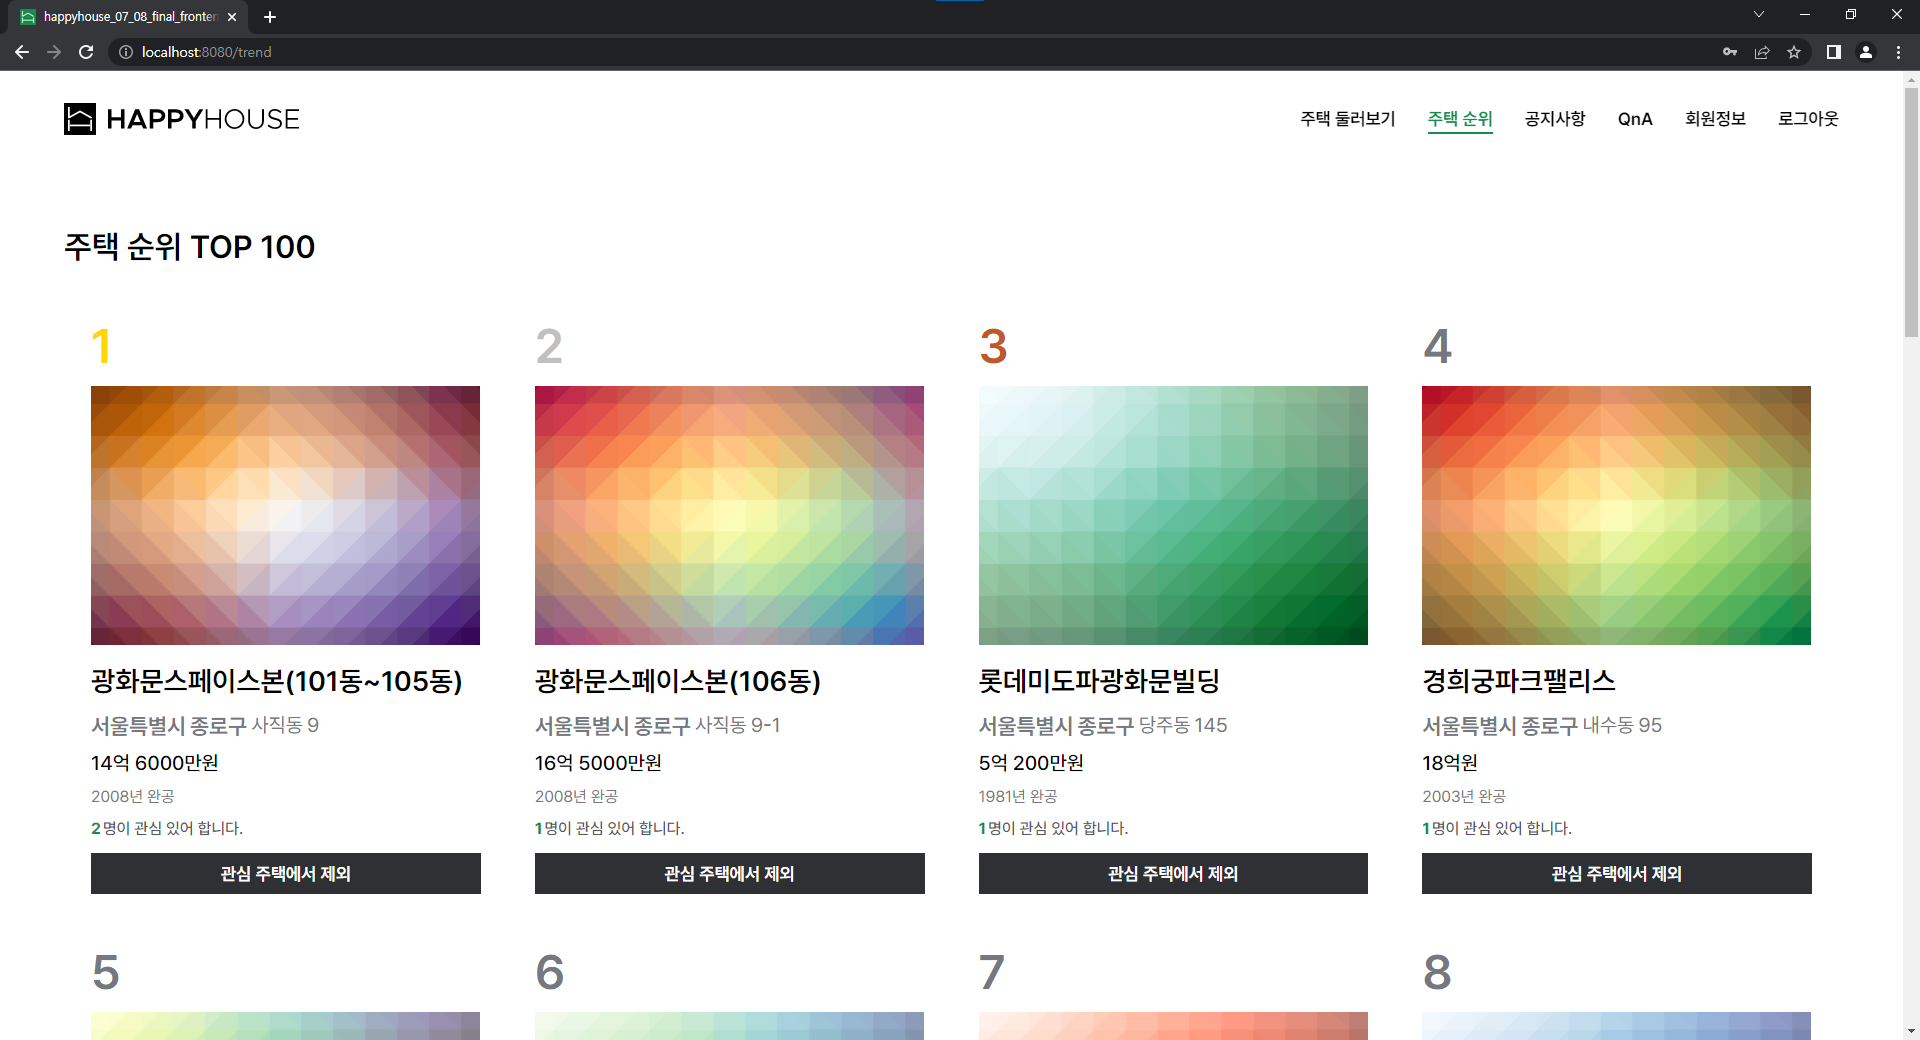 happyhouse_07_08_final_fronten
localhost:8080/trend
HAPPYHOUSE
주택 둘러보기 주택 순위 공지사항 QnA 회원정보 로그아웃
주택 순위 TOP 100
1 2 3 4
광화문스페이스본(101동~105동)
서울특별시 종로구 사직동 9
14억 6000만원
2008년 완공
2명이 관심 있어 합니다.
관심 주택에서 제외
광화문스페이스본(106동)
서울특별시 종로구 사직동 9-1
16억 5000만원
2008년 완공
1명이 관심 있어 합니다.
관심 주택에서 제외
롯데미도파광화문빌딩
서울특별시 종로구 당주동 145
5억 200만원
1981년 완공
1명이 관심 있어 합니다.
관심 주택에서 제외
경희궁파크팰리스
서울특별시 종로구 내수동 95
18억원
2003년 완공
1명이 관심 있어 합니다.
관심 주택에서 제외
5 6 7 8